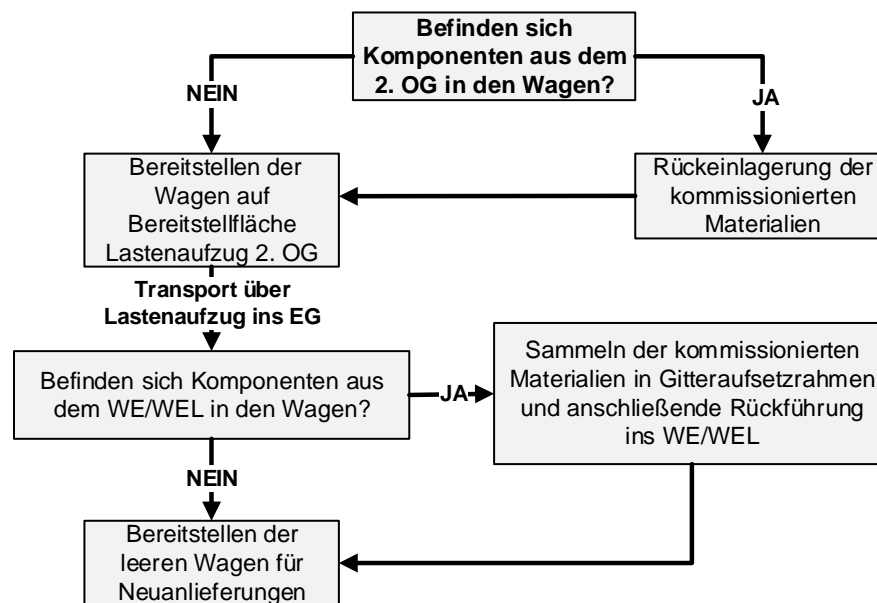 Befinden sich
Komponenten aus dem
2. OG in den Wagen?
NEIN
JA
Bereitstellen der
Wagen auf
Bereitstellfläche
Lastenaufzug 2. OG
Rückeinlagerung der
kommissionierten
Materialien
Transport über
Lastenaufzug ins EG
Befinden sich Komponenten aus
dem WE/WEL in den Wagen?
JA
Sammeln der kommissionierten
Materialien in Gitteraufsetzrahmen
und anschließende Rückführung
ins WE/WEL
NEIN
Bereitstellen der
leeren Wagen für
Neuanlieferungen